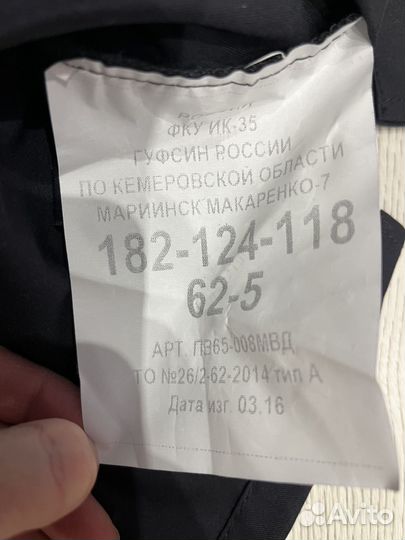 ФКУ ИК-35
ГУФСИН РОССИИ
ПО КЕМЕРОВСКОЙ ОБЛАСТИ
МАРИИНСК МАКАРЕНКО-7
182-124-118
62-5
АРТ. П965-008МВД
ТО №26/2-62-2014 тип А
Дата изг. 03.16
Avito